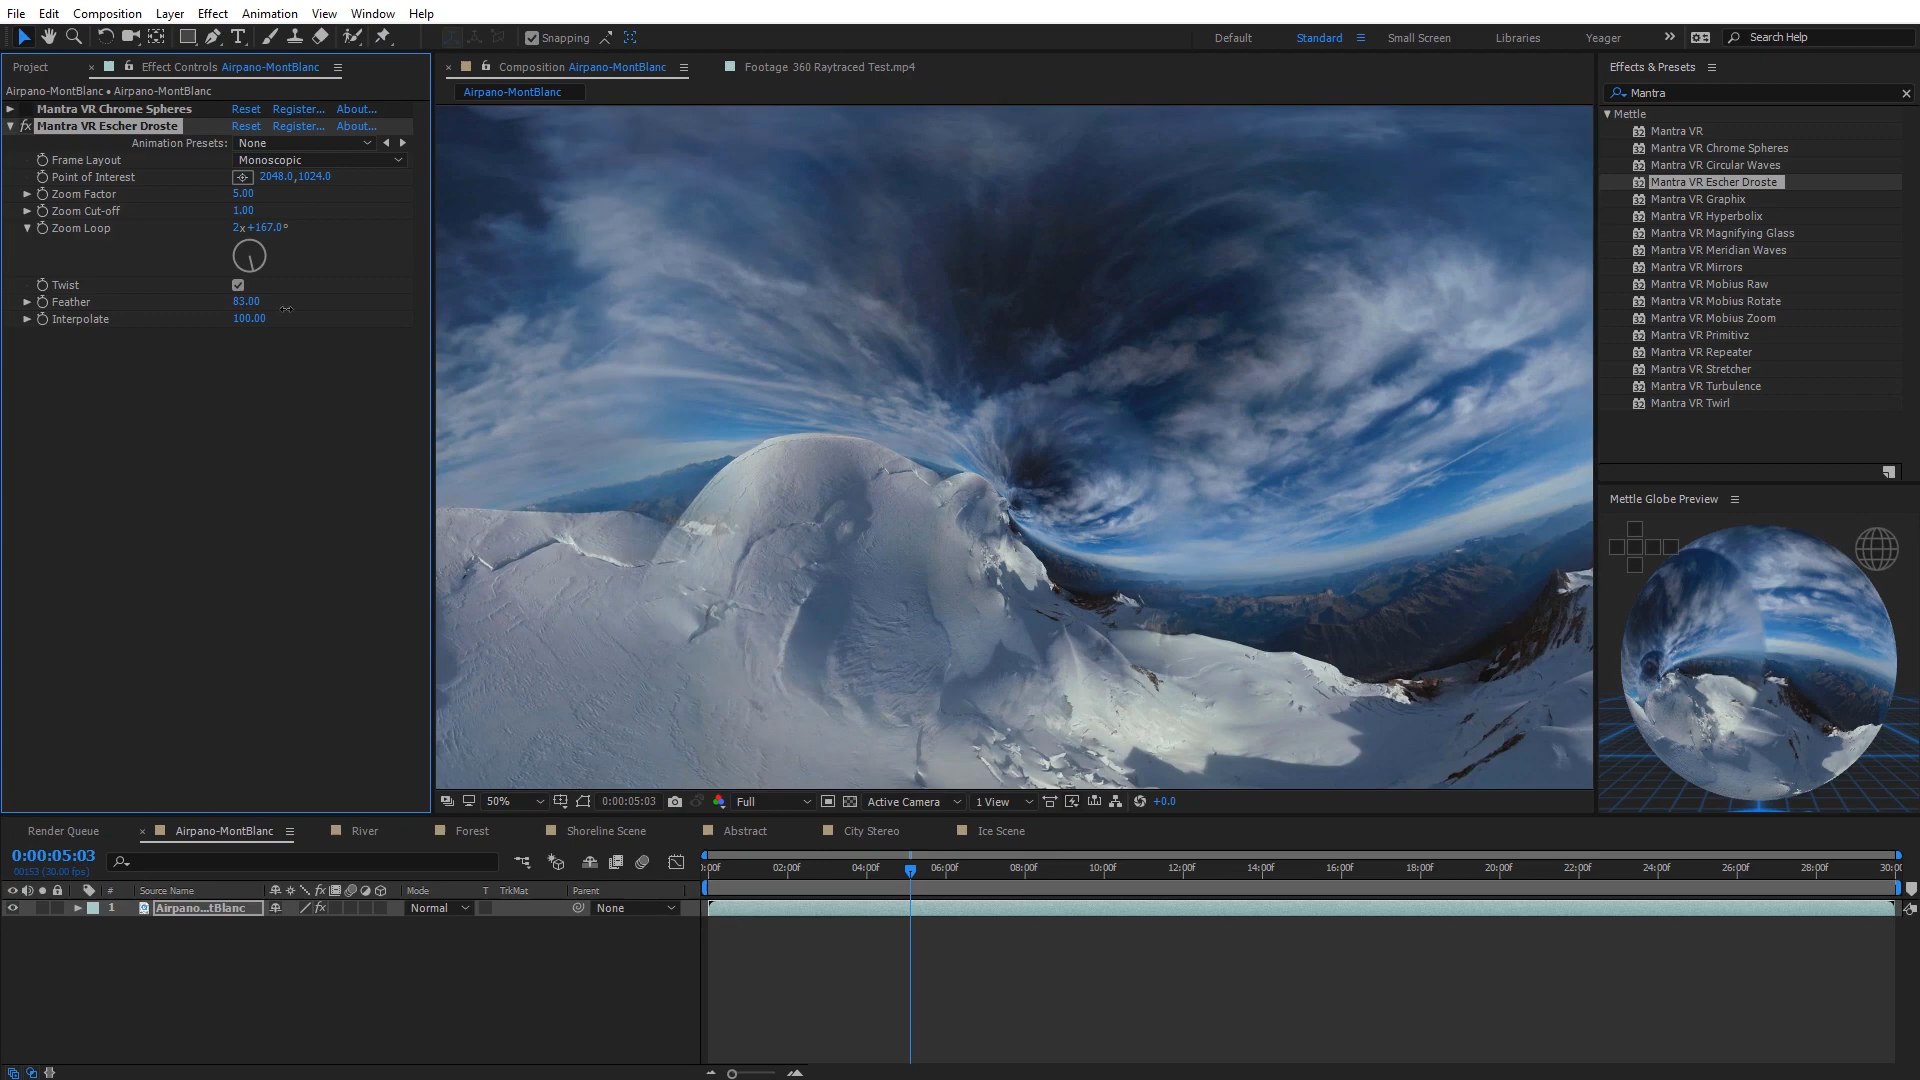 File Edit Composition Layer Effect Animation View Window Help
Snapping
Default Standard Small Screen Libraries Yeager
Search Help
Project
Effect Controls Airpano-MontBlanc
Airpano-MontBlanc • Airpano-MontBlanc
Mantra VR Chrome Spheres Reset Register... About...
fx Mantra VR Escher Droste Reset Register... About...
Animation Presets: None
Frame Layout Monoscopic
Point of Interest 2048.0,1024.0
Zoom Factor 5.00
Zoom Cut-off 1.00
Zoom Loop 2x+167.0°
Twist
Feather 83.00
Interpolate 100.00
Composition Airpano-MontBlanc
Footage 360 Raytraced Test.mp4
Airpano-MontBlanc
50% 0:00:05:03 Full Active Camera 1 View +0.0
Effects & Presets
Mantra
Mettle
Mantra VR
Mantra VR Chrome Spheres
Mantra VR Circular Waves
Mantra VR Escher Droste
Mantra VR Graphix
Mantra VR Hyperbolix
Mantra VR Magnifying Glass
Mantra VR Meridian Waves
Mantra VR Mirrors
Mantra VR Mobius Raw
Mantra VR Mobius Rotate
Mantra VR Mobius Zoom
Mantra VR Primitivz
Mantra VR Repeater
Mantra VR Stretcher
Mantra VR Turbulence
Mantra VR Twirl
Mettle Globe Preview
Render Queue Airpano-MontBlanc River Forest Shoreline Scene Abstract City Stereo Ice Scene
0:00:05:03
00153 (30.00 fps)
# Source Name fx Mode T TrkMat Parent
1 Airpano...tBlanc fx Normal None
):00f 02:00f 04:00f 06:00f 08:00f 10:00f 12:00f 14:00f 16:00f 18:00f 20:00f 22:00f 24:00f 26:00f 28:00f 30:0(